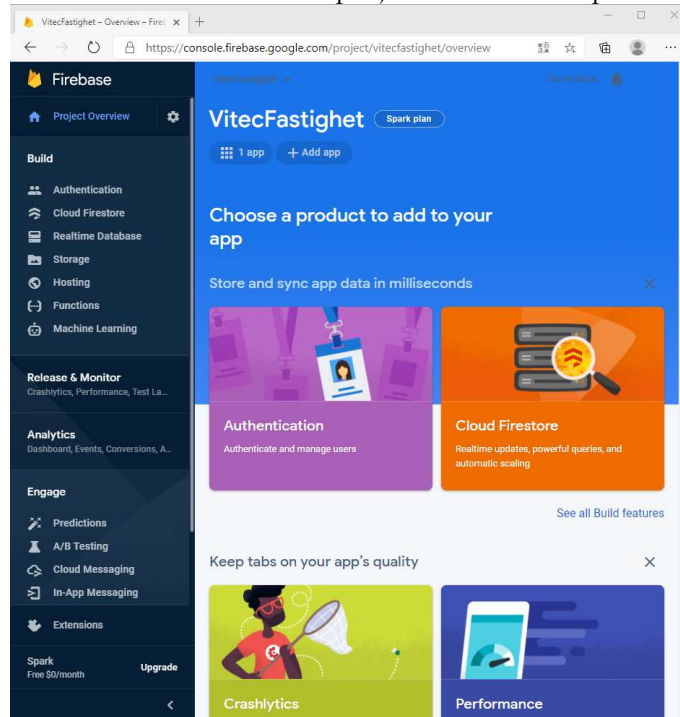 VitecFastighet – Overview – Fireb
https://console.firebase.google.com/project/vitecfastighet/overview
Firebase
VitecFastighet
Go to docs
Project Overview
VitecFastighet
Spark plan
1 app
+ Add app
Build
Authentication
Cloud Firestore
Realtime Database
Storage
Hosting
Functions
Machine Learning
Choose a product to add to your
app
Store and sync app data in milliseconds
Authentication
Authenticate and manage users
Cloud Firestore
Realtime updates, powerful queries, and
automatic scaling
See all Build features
Release & Monitor
Crashlytics, Performance, Test La...
Analytics
Dashboard, Events, Conversions, A...
Engage
Predictions
A/B Testing
Cloud Messaging
In-App Messaging
Extensions
Spark
Free $0/month
Upgrade
Keep tabs on your app's quality
Crashlytics
Performance